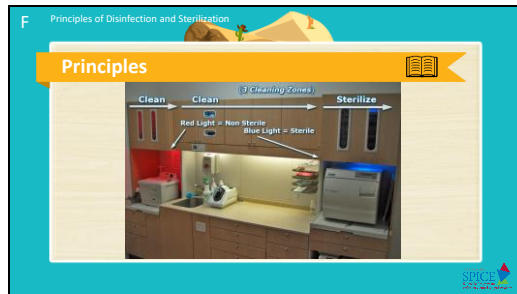 F
Principles of Disinfection and Sterilization
Principles
(3 Cleaning Zones)
Clean
Clean
Sterilize
Red Light = Non Sterile
Blue Light = Sterile
SPICE